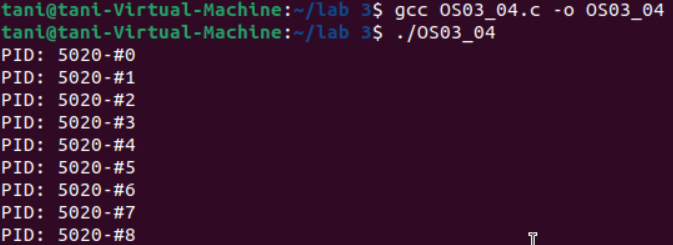 tani@tani-Virtual-Machine:~/lab 3$ gcc OS03_04.c -o OS03_04
tani@tani-Virtual-Machine:~/lab 3$ ./OS03_04
PID: 5020-#0
PID: 5020-#1
PID: 5020-#2
PID: 5020-#3
PID: 5020-#4
PID: 5020-#5
PID: 5020-#6
PID: 5020-#7
PID: 5020-#8